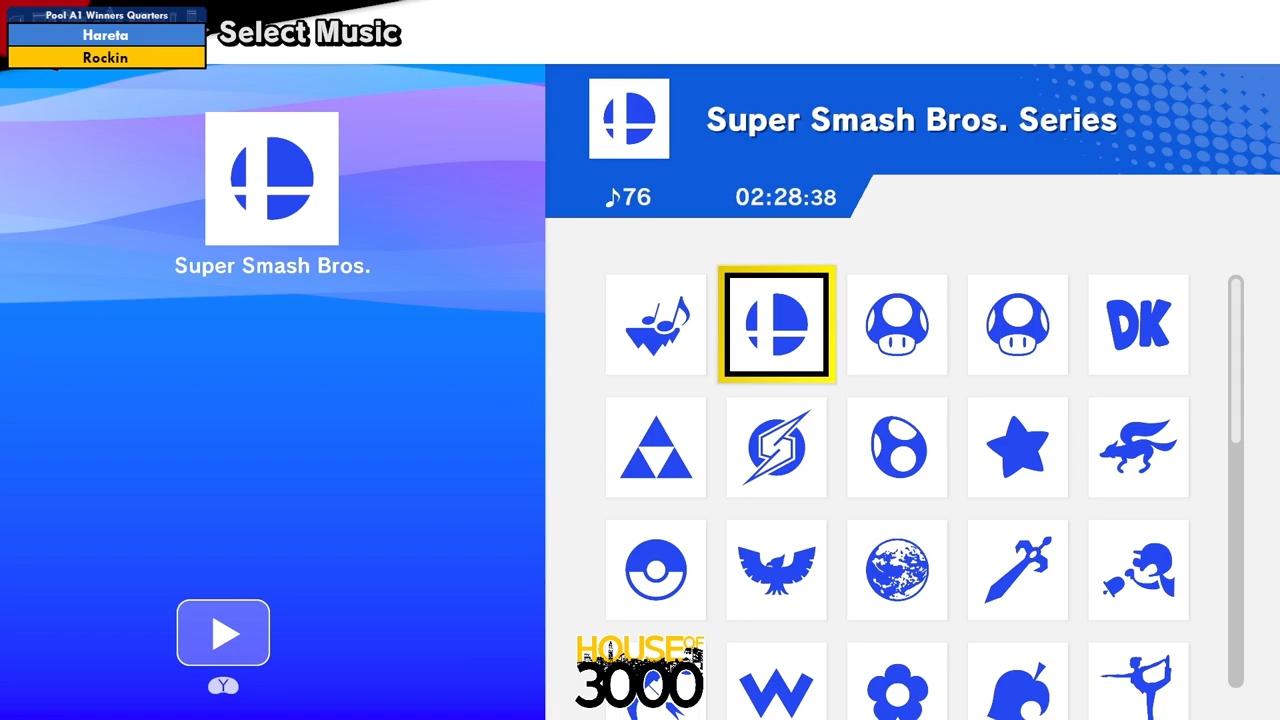 Pool A1 Winners Quarters
Hareta
Rockin
Select Music
Super Smash Bros.
Y
Super Smash Bros. Series
♪76
02:28:38
DK
HOUSE OF
3000